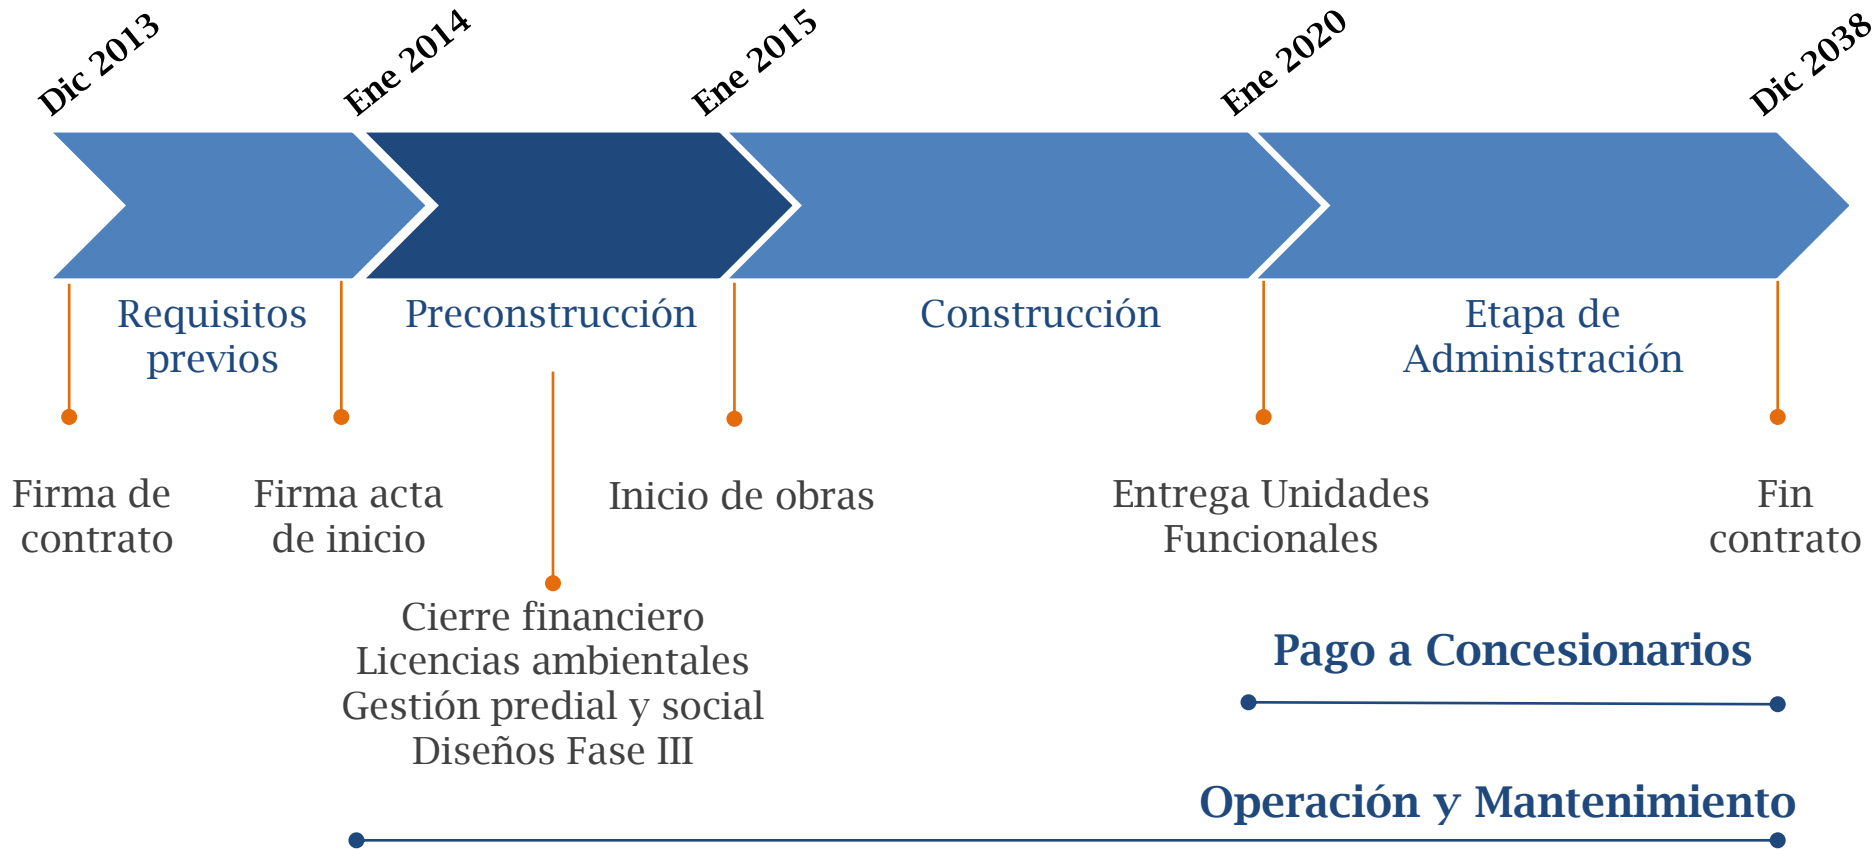 Dic 2013
Ene 2014
Ene 2015
Ene 2020
Dic 2038
Requisitos
previos
Preconstrucción
Construcción
Etapa de
Administración
Firma de
contrato
Firma acta
de inicio
Inicio de obras
Entrega Unidades
Funcionales
Fin
contrato
Cierre financiero
Licencias ambientales
Gestión predial y social
Diseños Fase III
Pago a Concesionarios
Operación y Mantenimiento